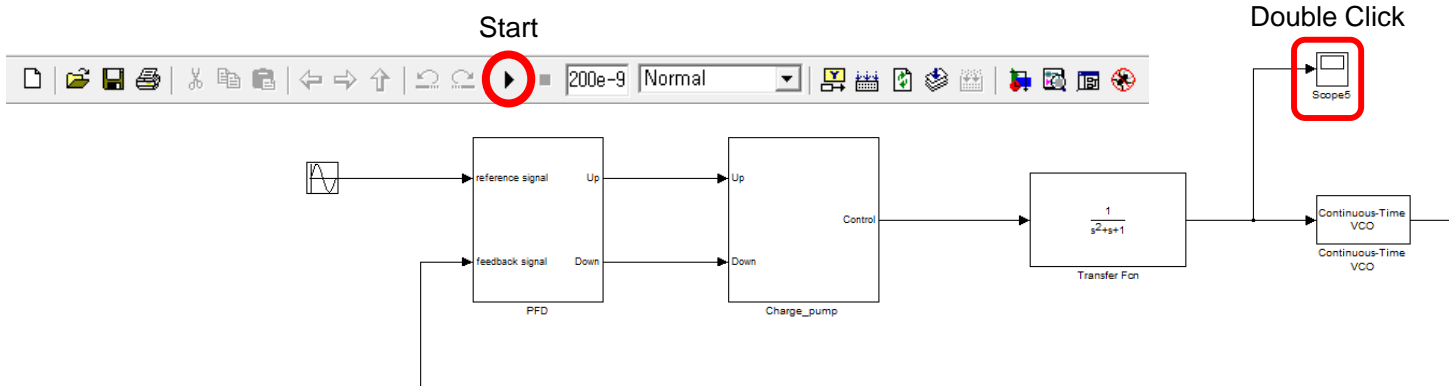 Start
Double Click
200e-9
Normal
Scope5
reference signal
Up
feedback signal
Down
PFD
Up
Down
Control
Charge_pump
1
s²+s+1
Transfer Fcn
Continuous-Time
VCO
Continuous-Time
VCO